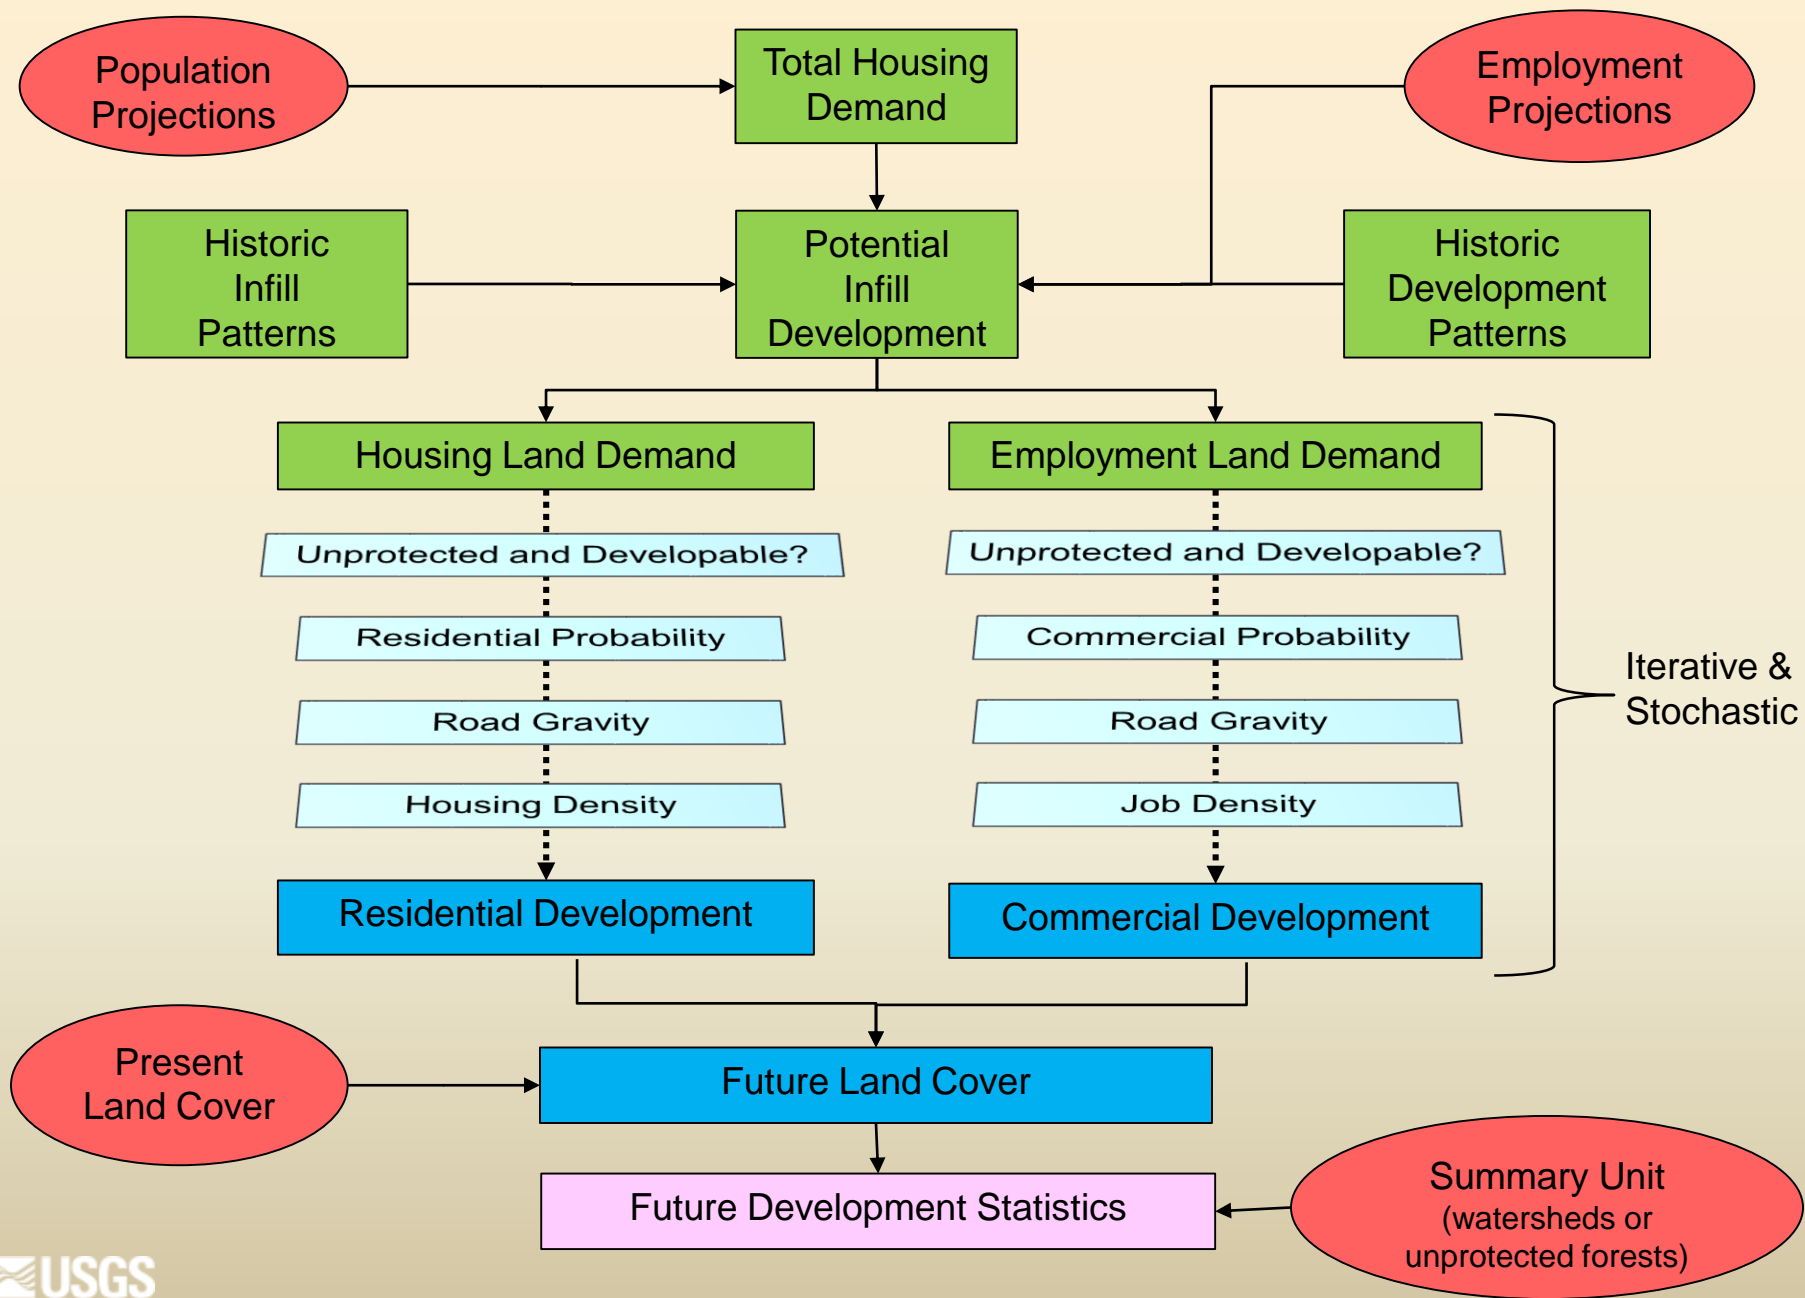 Population
Projections
Total Housing
Demand
Employment
Projections
Historic
Infill
Patterns
Potential
Infill
Development
Historic
Development
Patterns
Housing Land Demand
Employment Land Demand
Unprotected and Developable?
Unprotected and Developable?
Residential Probability
Commercial Probability
Road Gravity
Road Gravity
Housing Density
Job Density
Iterative &
Stochastic
Residential Development
Commercial Development
Present
Land Cover
Future Land Cover
Future Development Statistics
Summary Unit
(watersheds or
unprotected forests)
USGS